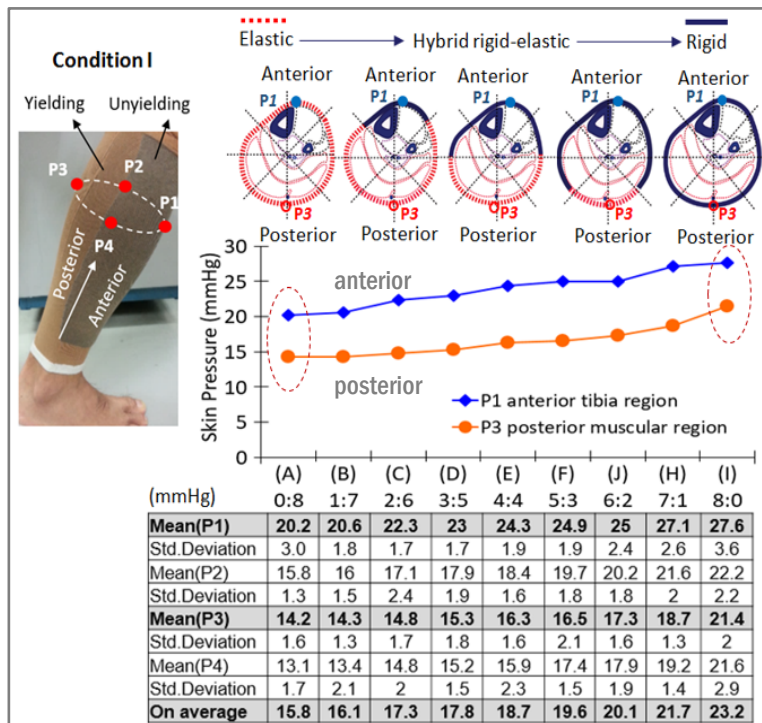 Elastic
Hybrid rigid-elastic
Rigid
Condition I
Yielding
Unyielding
P3
P2
P1
P4
Posterior
Anterior
Anterior Anterior Anterior Anterior Anterior
P1 P1 P1 P1 P1
P3 P3 P3 P3 P3
Posterior Posterior Posterior Posterior Posterior
Skin Pressure (mmHg)
30
25
20
15
10
5
0
anterior
posterior
P1 anterior tibia region
P3 posterior muscular region
(A) (B) (C) (D) (E) (F) (J) (H) (I)
(mmHg) 0:8 1:7 2:6 3:5 4:4 5:3 6:2 7:1 8:0
Mean(P1) 20.2 20.6 22.3 23 24.3 24.9 25 27.1 27.6
Std.Deviation 3.0 1.8 1.7 1.7 1.9 1.9 2.4 2.6 3.6
Mean(P2) 15.8 16 17.1 17.9 18.4 19.7 20.2 21.6 22.2
Std.Deviation 1.3 1.5 2.4 1.9 1.6 1.8 1.8 2 2.2
Mean(P3) 14.2 14.3 14.8 15.3 16.3 16.5 17.3 18.7 21.4
Std.Deviation 1.6 1.3 1.7 1.8 1.6 2.1 1.6 1.3 2
Mean(P4) 13.1 13.4 14.8 15.2 15.9 17.4 17.9 19.2 21.6
Std.Deviation 1.7 2.1 2 1.5 2.3 1.5 1.9 1.4 2.9
On average 15.8 16.1 17.3 17.8 18.7 19.6 20.1 21.7 23.2